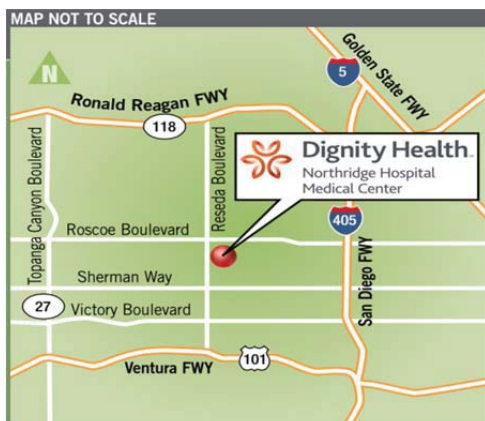 MAP NOT TO SCALE
N
Golden State FWY
5
Ronald Reagan FWY
118
Topanga Canyon Boulevard
Reseda Boulevard
Dignity Health™
Northridge Hospital
Medical Center
Roscoe Boulevard
405
Sherman Way
San Diego FWY
27
Victory Boulevard
101
Ventura FWY